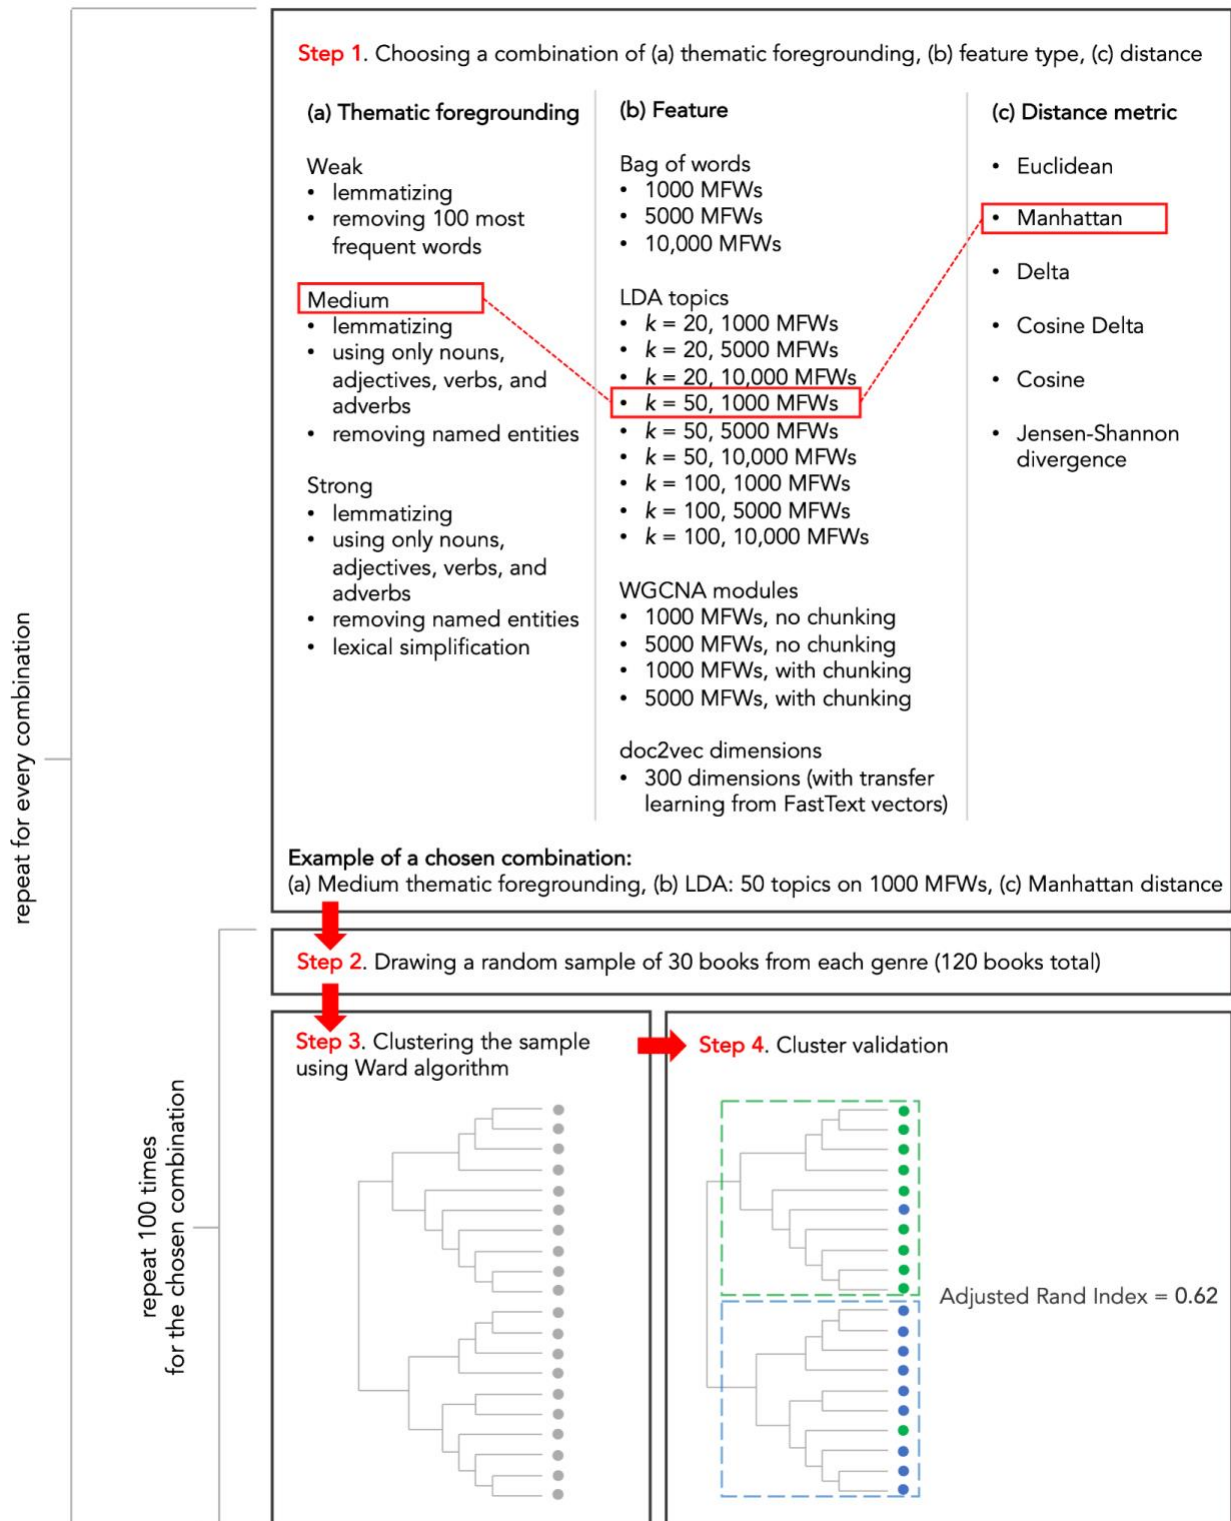 Step 1. Choosing a combination of (a) thematic foregrounding, (b) feature type, (c) distance
(a) Thematic foregrounding
Weak
• lemmatizing
• removing 100 most
frequent words
Medium
• lemmatizing
• using only nouns,
adjectives, verbs, and
adverbs
• removing named entities
Strong
• lemmatizing
• using only nouns,
adjectives, verbs, and
adverbs
• removing named entities
• lexical simplification
(b) Feature
Bag of words
• 1000 MFWs
• 5000 MFWs
• 10,000 MFWs
LDA topics
• k = 20, 1000 MFWs
• k = 20, 5000 MFWs
• k = 20, 10,000 MFWs
• k = 50, 1000 MFWs
• k = 50, 5000 MFWs
• k = 50, 10,000 MFWs
• k = 100, 1000 MFWs
• k = 100, 5000 MFWs
• k = 100, 10,000 MFWs
WGCNA modules
• 1000 MFWs, no chunking
• 5000 MFWs, no chunking
• 1000 MFWs, with chunking
• 5000 MFWs, with chunking
doc2vec dimensions
• 300 dimensions (with transfer
learning from FastText vectors)
(c) Distance metric
• Euclidean
• Manhattan
• Delta
• Cosine Delta
• Cosine
• Jensen-Shannon
divergence
Example of a chosen combination:
(a) Medium thematic foregrounding, (b) LDA: 50 topics on 1000 MFWs, (c) Manhattan distance
repeat for every combination
Step 2. Drawing a random sample of 30 books from each genre (120 books total)
Step 3. Clustering the sample
using Ward algorithm
Step 4. Cluster validation
Adjusted Rand Index = 0.62
repeat 100 times
for the chosen combination